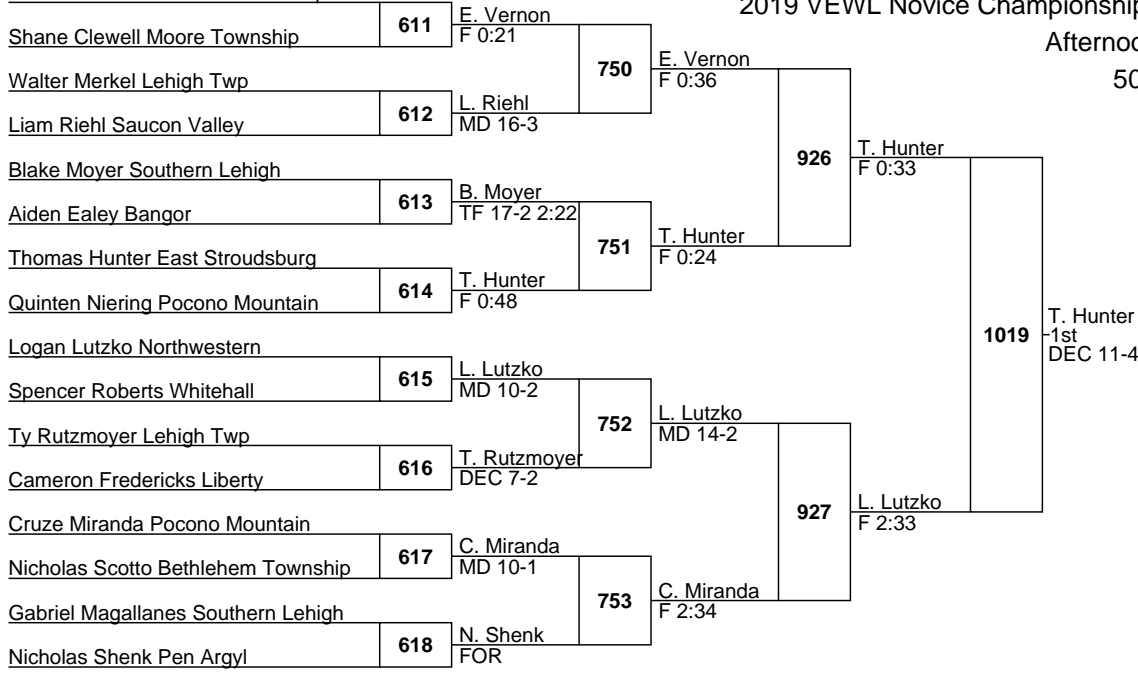 2019 VEWL Novice Championship
Afternoo
50
Shane Clewell Moore Township
611
E. Vernon
F 0:21
Walter Merkel Lehigh Twp
Liam Riehl Saucon Valley
612
L. Riehl
MD 16-3
750
E. Vernon
F 0:36
Blake Moyer Southern Lehigh
Aiden Ealey Bangor
613
B. Moyer
TF 17-2 2:22
Thomas Hunter East Stroudsburg
Quinten Niering Pocono Mountain
614
T. Hunter
F 0:48
751
T. Hunter
F 0:24
926
T. Hunter
F 0:33
Logan Lutzko Northwestern
Spencer Roberts Whitehall
615
L. Lutzko
MD 10-2
Ty Rutzmoyer Lehigh Twp
Cameron Fredericks Liberty
616
T. Rutzmoyer
DEC 7-2
752
L. Lutzko
MD 14-2
Cruze Miranda Pocono Mountain
Nicholas Scotto Bethlehem Township
617
C. Miranda
MD 10-1
Gabriel Magallanes Southern Lehigh
Nicholas Shenk Pen Argyl
618
N. Shenk
FOR
753
C. Miranda
F 2:34
927
L. Lutzko
F 2:33
1019
T. Hunter
1st
DEC 11-4